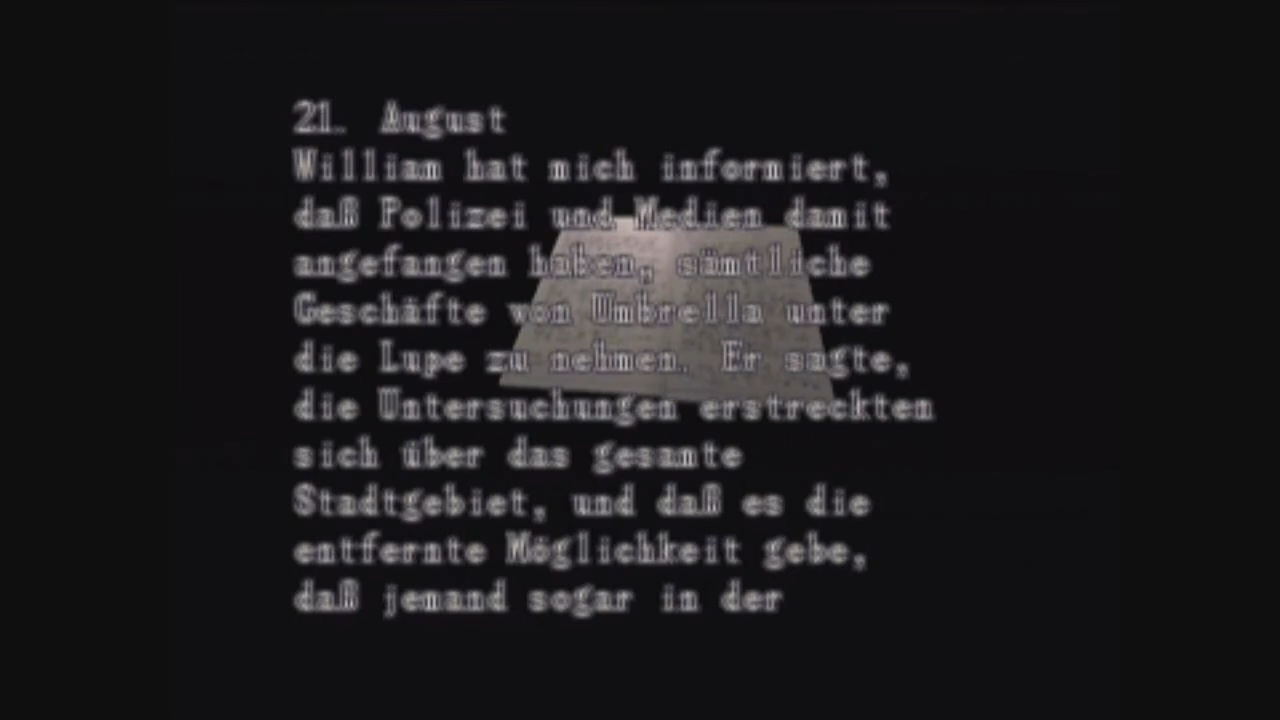 21. August
William hat mich informiert,
daß Polizei und Medien damit
angefangen haben, sämtliche
Geschäfte von Umbrella unter
die Lupe zu nehmen. Er sagte,
die Untersuchungen erstreckten
sich über das gesamte
Stadtgebiet, und daß es die
entfernte Möglichkeit gebe,
daß jemand sogar in der